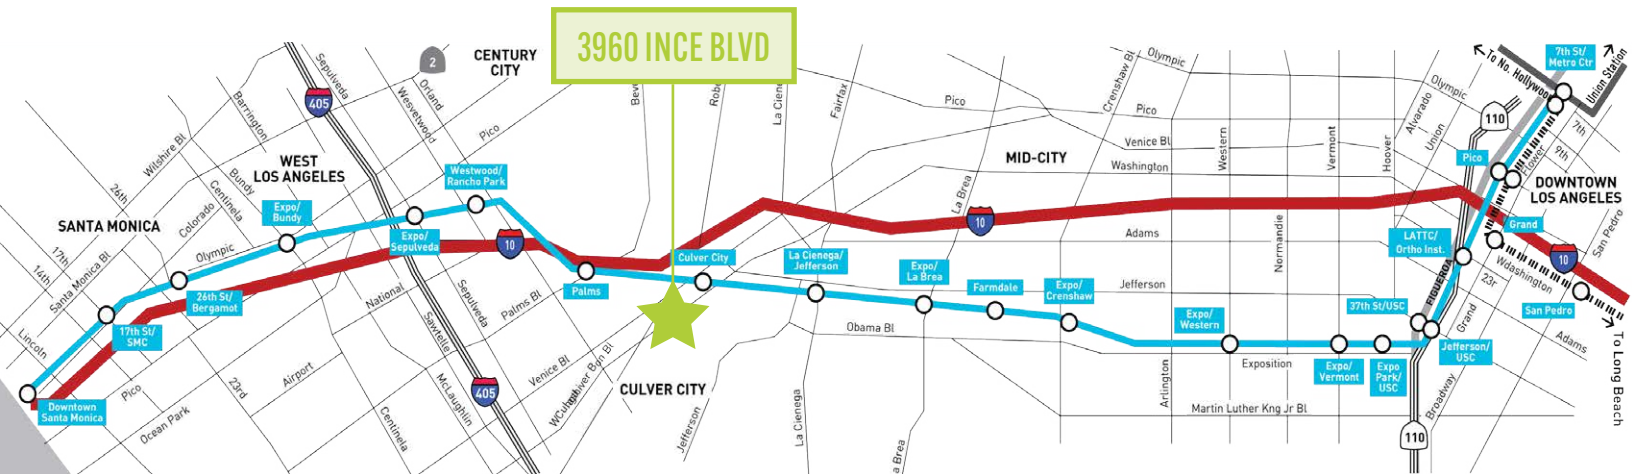 3960 INCE BLVD
CENTURY
CITY
2
405
Sepulveda
Orland
Wesvetwood
Barrington
Pico
Wilshire Bl
26th
WEST
LOS ANGELES
Westwood/
Rancho Park
Bundy
Centinela
Colorado
Expo/
Bundy
SANTA MONICA
Olympic
Expo/
Sepulveda
10
17th
14th
Santa Monica Bl
26th St/
Bergamot
National
Sepulveda
Palms Bl
Palms
Lincoln
17th St/
SMC
Sawtelle
Airport
Pico
23rd
Venice Bl
McLaughlin
405
Downtown
Santa Monica
Ocean Park
Centinela
CULVER CITY
Jefferson
La Cienega
La Brea
Culver City
La Cienega/
Jefferson
Fairfax
Pico
Olympic
Crenshaw Bl
Pico
Venice Bl
Washington
MID-CITY
La Brea
10
Adams
Expo/
La Brea
Farmdale
Expo/
Crenshaw
Jefferson
Obama Bl
Expo/
Western
Exposition
Arlington
Martin Luther Kng Jr Bl
Western
Normandie
Vermont
Hoover
Alvarado
Union
Olympic
110
Pico
To No. Hollywood
7th St/
Metro Ctr
Union Station
7th
9th
Flower
DOWNTOWN
LOS ANGELES
San Pedro
Grand
10
LATTC/
Ortho Inst.
FIGUEROA
Wdashington
23r
San Pedro
37th St/USC
Grand
Adams
Jefferson/
USC
Expo/
Vermont
Expo
Park/
USC
Broadway
110
To Long Beach